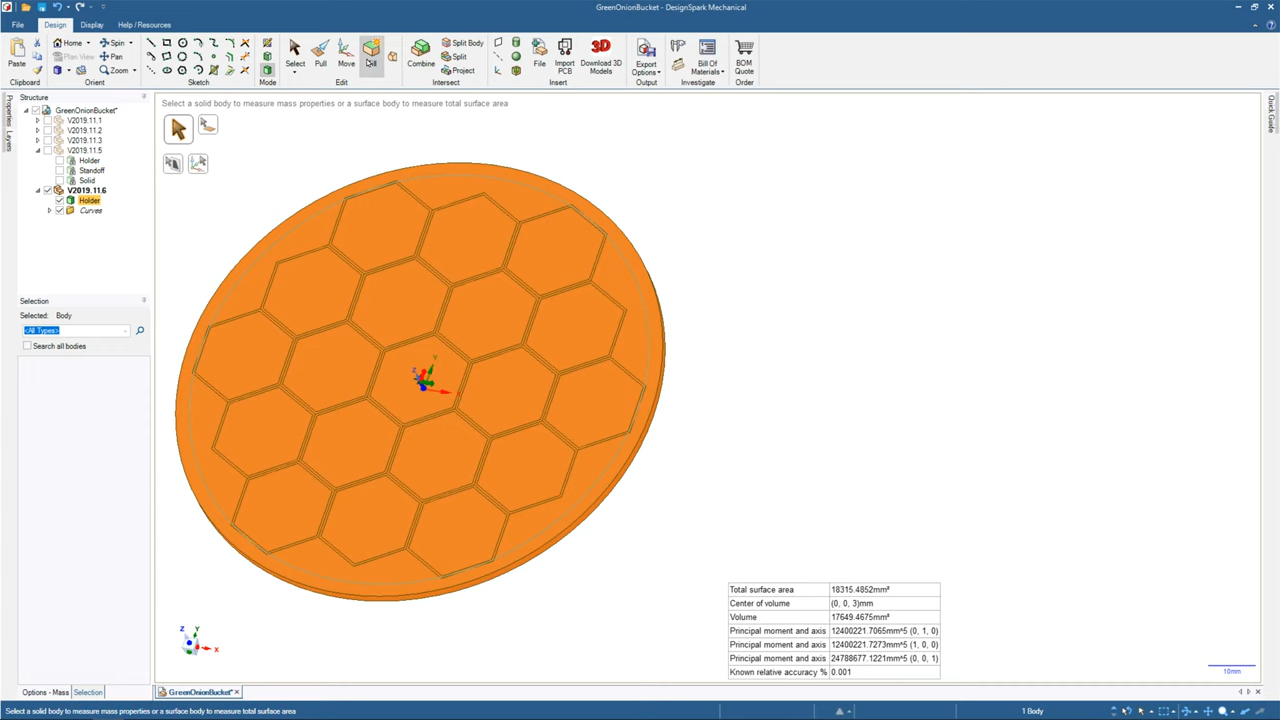 GreenOnionBucket - DesignSpark Mechanical
File Design Display Help / Resources
Paste
Clipboard
Home
Plan View
Spin
Pan
Zoom
Orient
Sketch
Mode
Select
Pull
Move
Fill
Edit
Combine
Split Body
Split
Project
Intersect
File
Import
PCB
Download 3D
Models
Insert
Export
Options
Output
Bill Of
Materials
Investigate
BOM
Quote
Order
Properties
Layers
Structure
GreenOnionBucket*
V2019.11.1
V2019.11.2
V2019.11.3
V2019.11.5
Holder
Standoff
Solid
V2019.11.6
Holder
Curves
Selection
Selected: Body
<All Types>
Search all bodies
Options - Mass Selection
Select a solid body to measure mass properties or a surface body to measure total surface area
Quick Guide
Y
Z
Z Y
X
Total surface area 18315.4852mm²
Center of volume (0, 0, 3)mm
Volume 17649.4675mm³
Principal moment and axis 12400221.7065mm^5 (0, 1, 0)
Principal moment and axis 12400221.7273mm^5 (1, 0, 0)
Principal moment and axis 24788677.1221mm^5 (0, 0, 1)
Known relative accuracy % 0.001
10mm
GreenOnionBucket*
Select a solid body to measure mass properties or a surface body to measure total surface area
1 Body